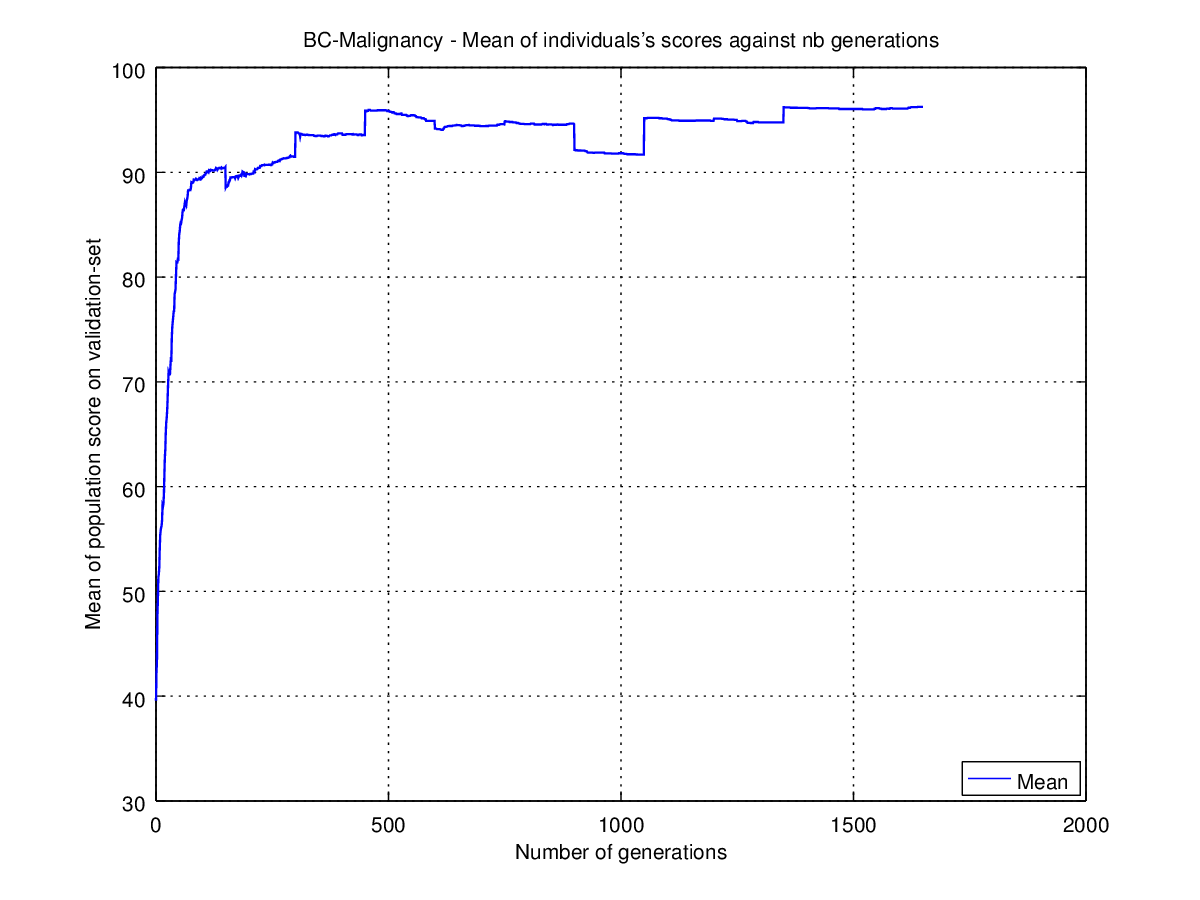 BC-Malignancy - Mean of individuals's scores against nb generations
100
90
80
70
60
50
40
30
Mean of population score on validation-set
Mean
0 500 1000 1500 2000
Number of generations